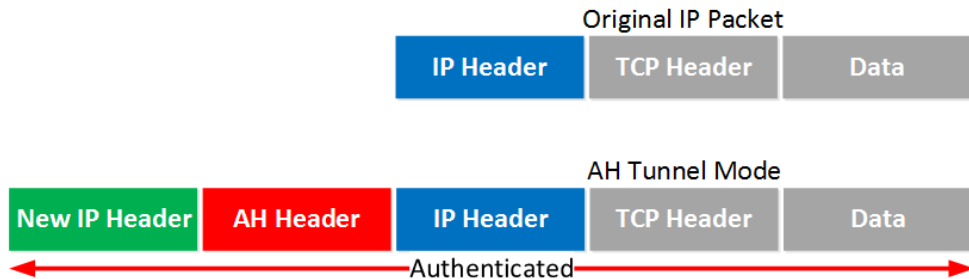 Original IP Packet
IP Header TCP Header Data
AH Tunnel Mode
New IP Header AH Header IP Header TCP Header Data
Authenticated